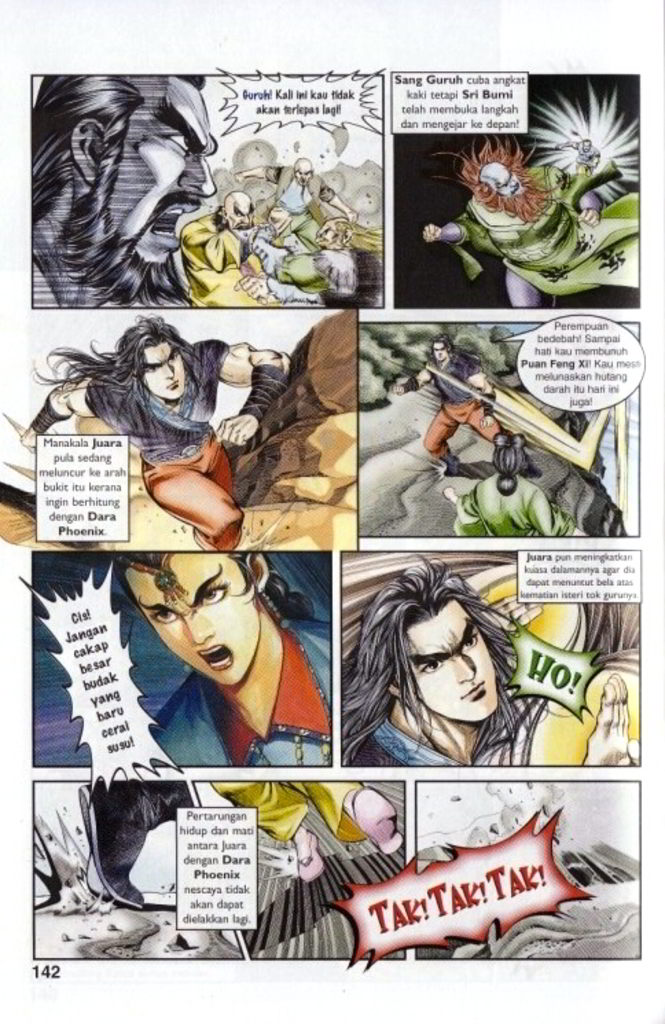 Guruh! Kali ini kau tidak
akan terlepas lagi!
Sang Guruh cuba angkat
kaki tetapi Sri Bumi
telah membuka langkah
dan mengejar ke depan!
Manakala Juara
pula sedang
meluncur ke arah
bukit itu kerana
ingin berhitung
dengan Dara
Phoenix.
Perempuan
bedebah! Sampai
hati kau membunuh
Puan Feng Xi! Kau mesti
melunaskan hutang
darah itu hari ini
juga!
Cis!
Jangan
cakap
besar
budak
yang
baru
cerai
susu!
Juara pun meningkatkan
kuasa dalamannya agar dia
dapat menuntut bela atas
kematian isteri tok gurunya.
HO!
Pertarungan
hidup dan mati
antara Juara
dengan Dara
Phoenix
nescaya tidak
akan dapat
dielakkan lagi.
TAK! TAK! TAK!
142